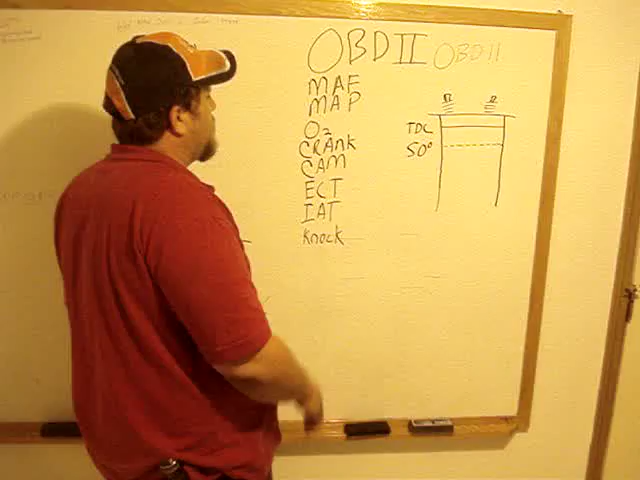 OBD II OBD II
MAF
MAP
O2
CRANK
CAM
ECT
IAT
Knock
TDC
50°